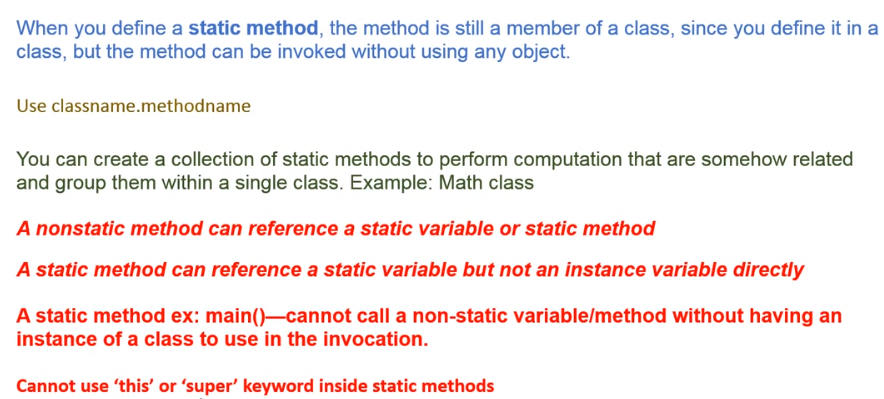 When you define a static method, the method is still a member of a class, since you define it in a
class, but the method can be invoked without using any object.
Use classname.methodname
You can create a collection of static methods to perform computation that are somehow related
and group them within a single class. Example: Math class
A nonstatic method can reference a static variable or static method
A static method can reference a static variable but not an instance variable directly
A static method ex: main()—cannot call a non-static variable/method without having an
instance of a class to use in the invocation.
Cannot use ‘this’ or ‘super’ keyword inside static methods